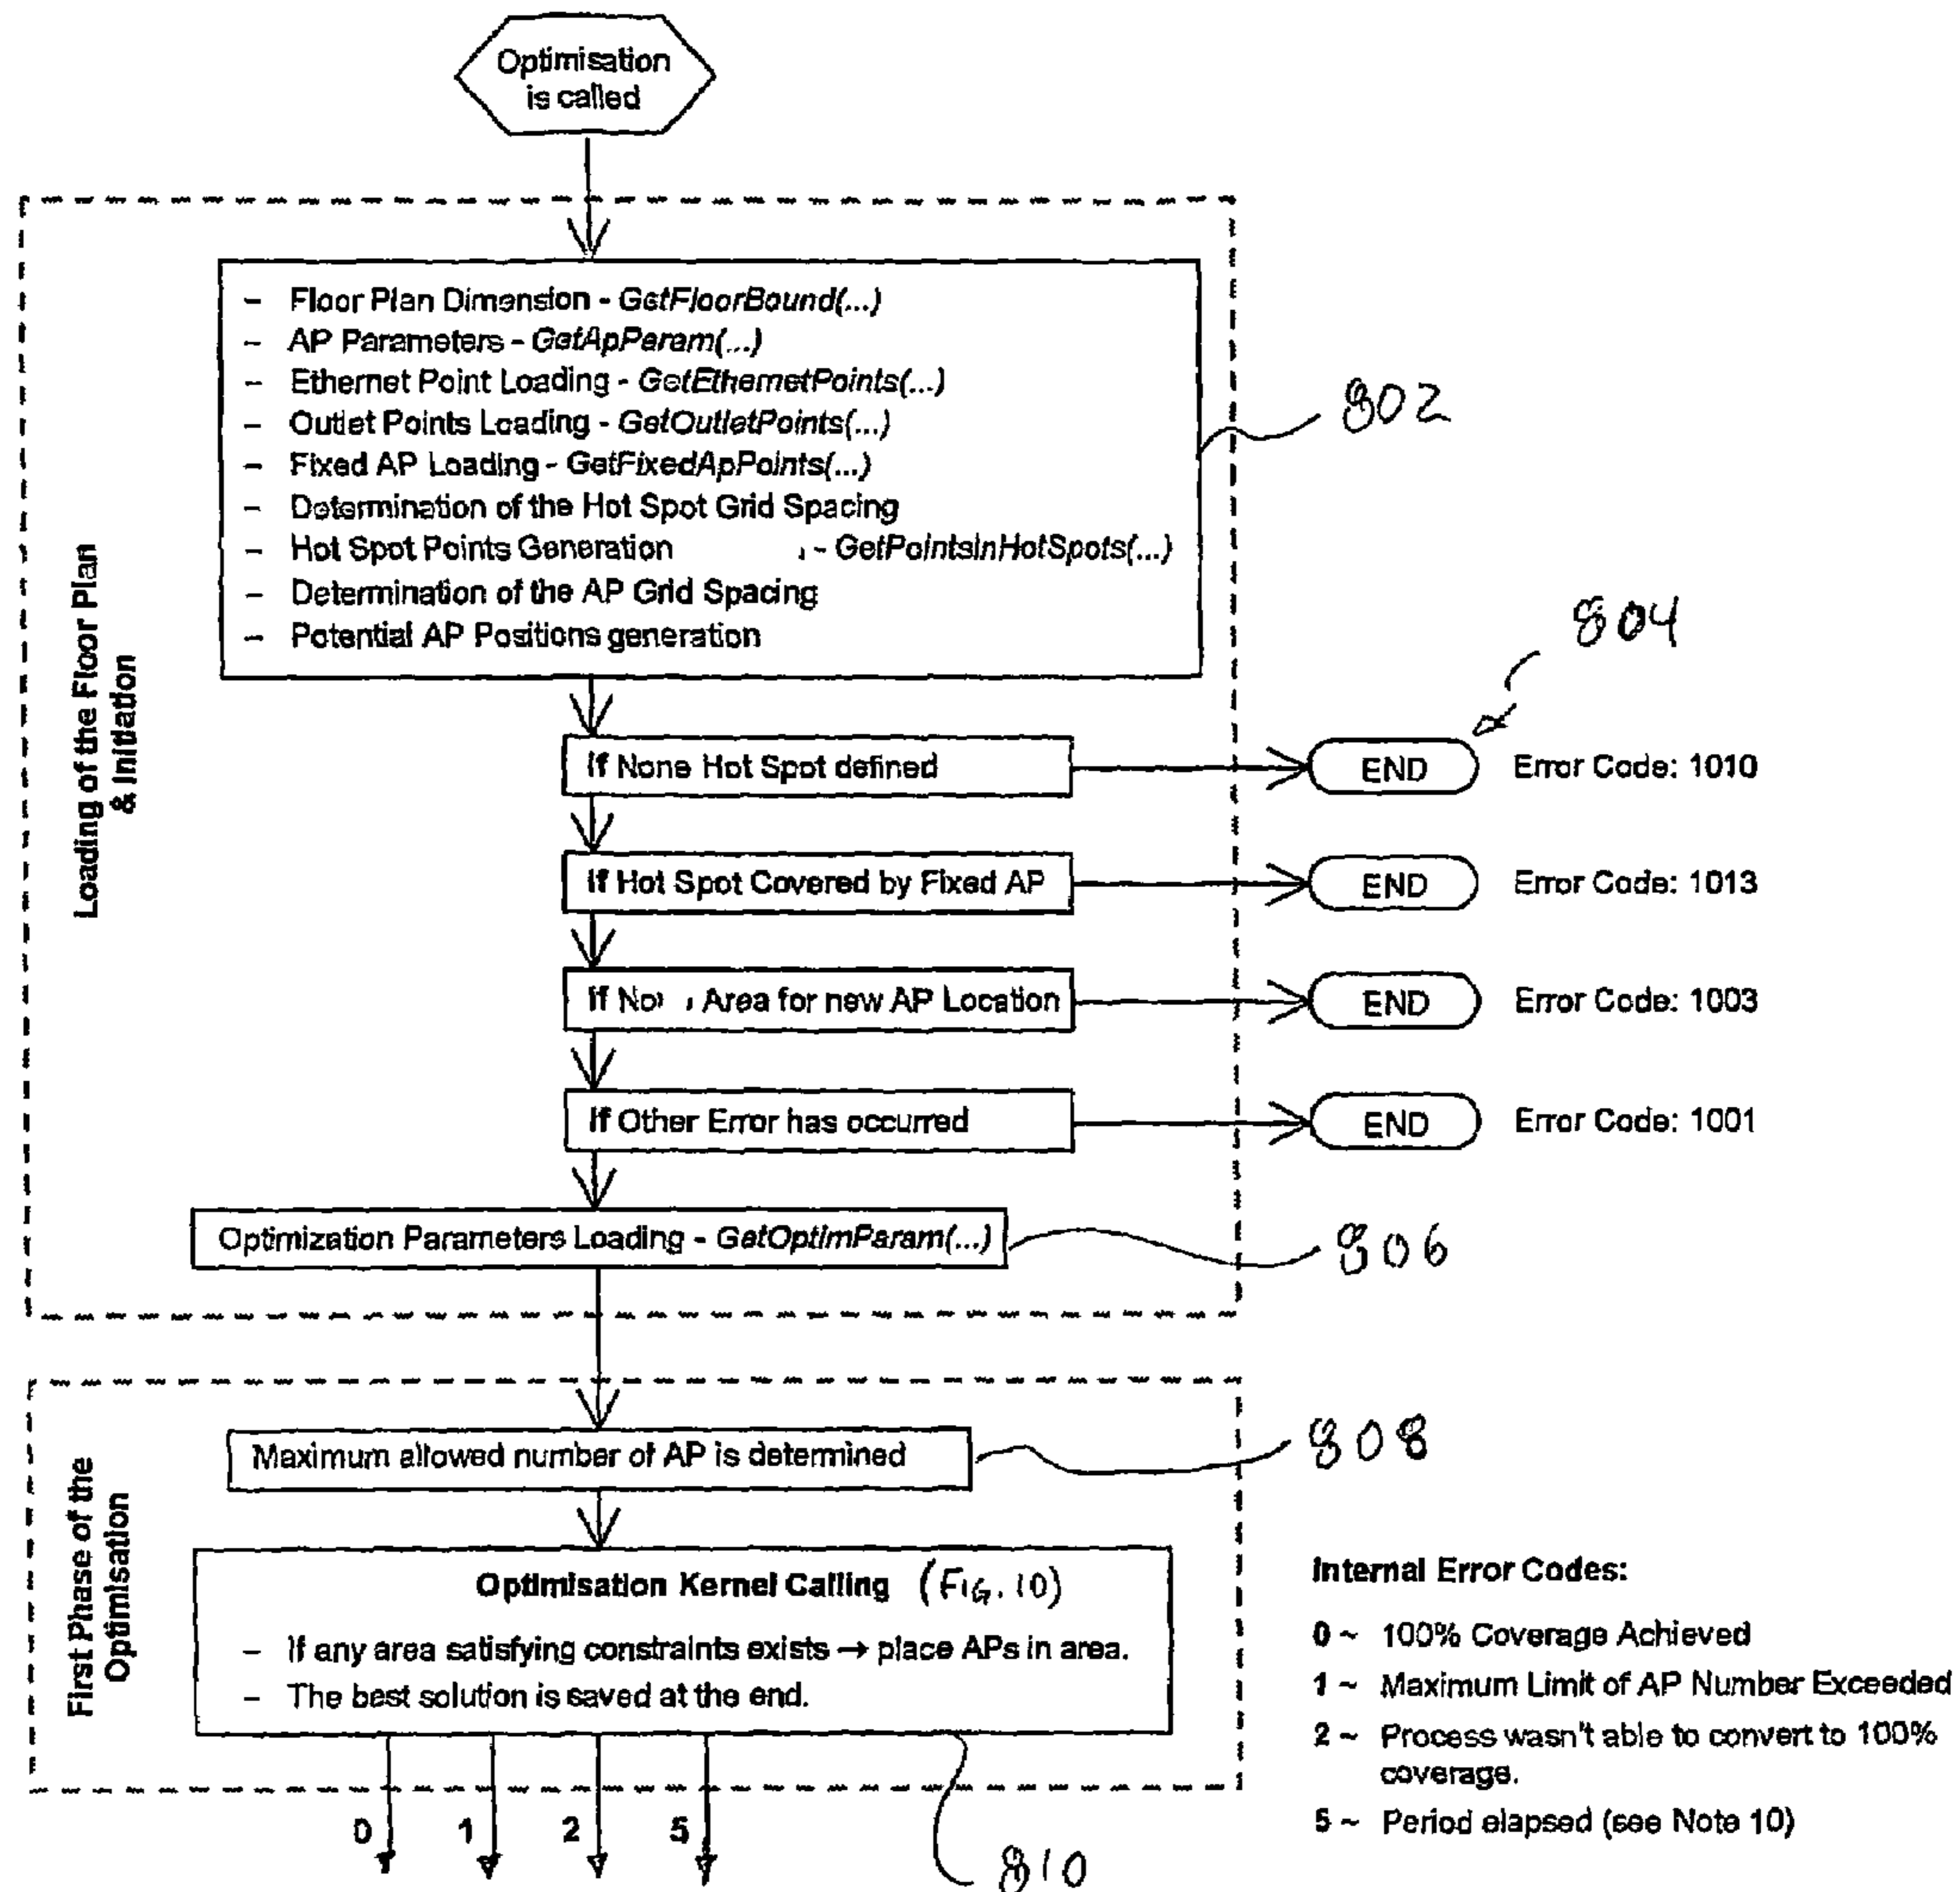 Optimisation
is called
- Floor Plan Dimension - GetFloorBound(...)
- AP Parameters - GetApParam(...)
- Ethernet Point Loading - GetEthernetPoints(...)
- Outlet Points Loading - GetOutletPoints(...)
- Fixed AP Loading - GetFixedApPoints(...)
- Determination of the Hot Spot Grid Spacing
- Hot Spot Points Generation - GetPointsInHotSpots(...)
- Determination of the AP Grid Spacing
- Potential AP Positions generation
802
804
Loading of the Floor Plan
& Initiation
If None Hot Spot defined
END
Error Code: 1010
If Hot Spot Covered by Fixed AP
END
Error Code: 1013
If Area for new AP Location
END
Error Code: 1003
If Other Error has occurred
END
Error Code: 1001
Optimization Parameters Loading - GetOptimParam(...)
806
First Phase of the
Optimisation
Maximum allowed number of AP is determined
808
Optimisation Kernel Calling (FIG. 10)
- If any area satisfying constraints exists → place APs in area.
- The best solution is saved at the end.
0 1 2 5
810
Internal Error Codes:
0 ~ 100% Coverage Achieved
1 ~ Maximum Limit of AP Number Exceeded
2 ~ Process wasn't able to convert to 100%
coverage.
5 ~ Period elapsed (see Note 10)